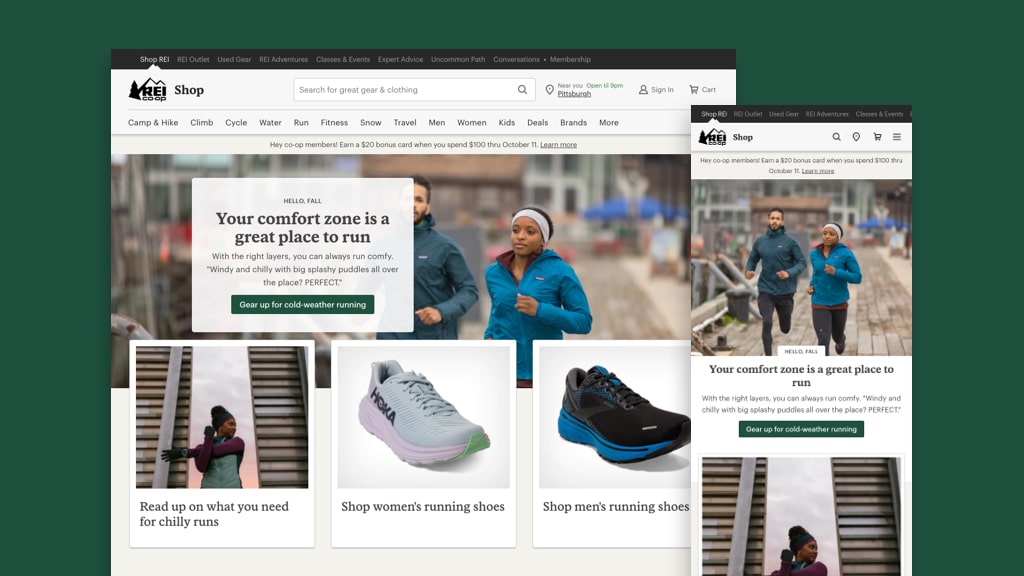 Shop REI REI Outlet Used Gear REI Adventures Classes & Events Expert Advice Uncommon Path Conversations • Membership
REI
co·op
Shop
Search for great gear & clothing
Near you Open til 9pm
Pittsburgh
Sign In
Cart
Camp & Hike Climb Cycle Water Run Fitness Snow Travel Men Women Kids Deals Brands More
Hey co-op members! Earn a $20 bonus card when you spend $100 thru October 11. Learn more
HELLO, FALL
Your comfort zone is a
great place to run
With the right layers, you can always run comfy.
"Windy and chilly with big splashy puddles all over
the place? PERFECT."
Gear up for cold-weather running
Read up on what you need
for chilly runs
HOKA
Shop women's running shoes
Shop men's running shoes
Shop REI REI Outlet Used Gear REI Adventures Classes & Events
REI
co·op
Shop
Hey co-op members! Earn a $20 bonus card when you spend $100 thru
October 11. Learn more
HELLO, FALL
Your comfort zone is a great place to
run
With the right layers, you can always run comfy. "Windy and
chilly with big splashy puddles all over the place? PERFECT."
Gear up for cold-weather running